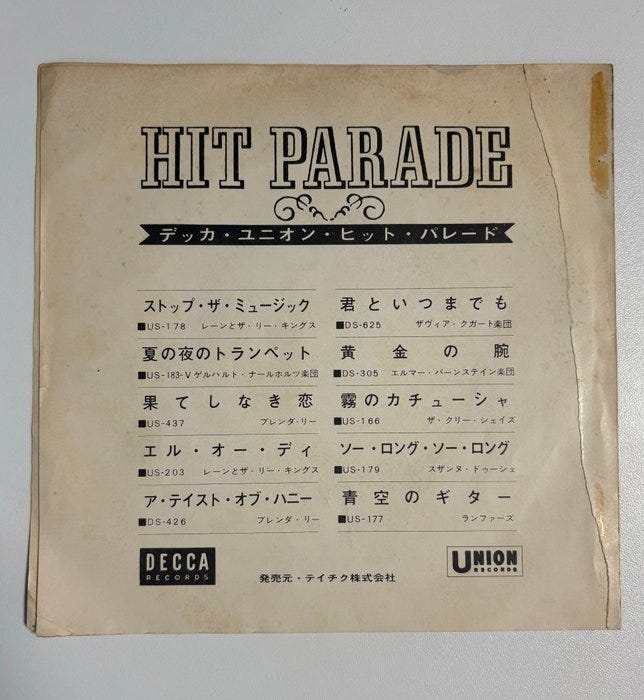 HIT PARADE
デッカ・ユニオン・ヒット・パレード
ストップ・ザ・ミュージック
■US-178 レーンとザ・リー・キングス
夏の夜のトランペット
■US-183-V ゲルハルト・ナールホルツ楽団
果てしなき恋
■US-437 ブレンダ・リー
エル・オー・ディ
■US-203 レーンとザ・リー・キングス
ア・テイスト・オブ・ハニー
■DS-426 ブレンダ・リー
君といつまでも
■DS-625 ザヴィア・クガート楽団
黄金の腕
■DS-305 エルマー・バーンステイン楽団
霧のカチューシャ
■US-166 ザ・クリー・シェイズ
ソー・ロング・ソー・ロング
■US-179 スザンヌ・ドゥーシェ
青空のギター
■US-177 ランファーズ
DECCA
RECORDS
発売元・テイチク株式会社
UNION
RECORDS